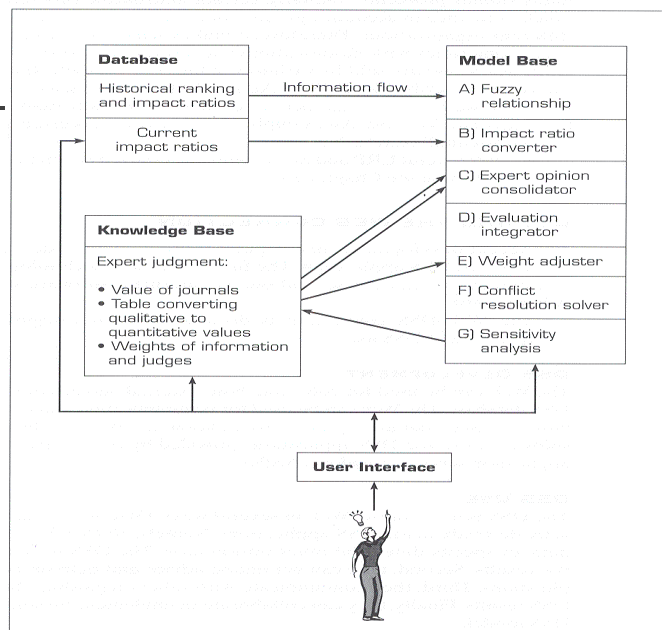 Database
Historical ranking
and impact ratios
Current
impact ratios
Information flow
Model Base
A) Fuzzy
relationship
B) Impact ratio
converter
C) Expert opinion
consolidator
D) Evaluation
integrator
E) Weight adjuster
F) Conflict
resolution solver
G) Sensitivity
analysis
Knowledge Base
Expert judgment:
• Value of journals
• Table converting
qualitative to
quantitative values
• Weights of information
and judges
User Interface